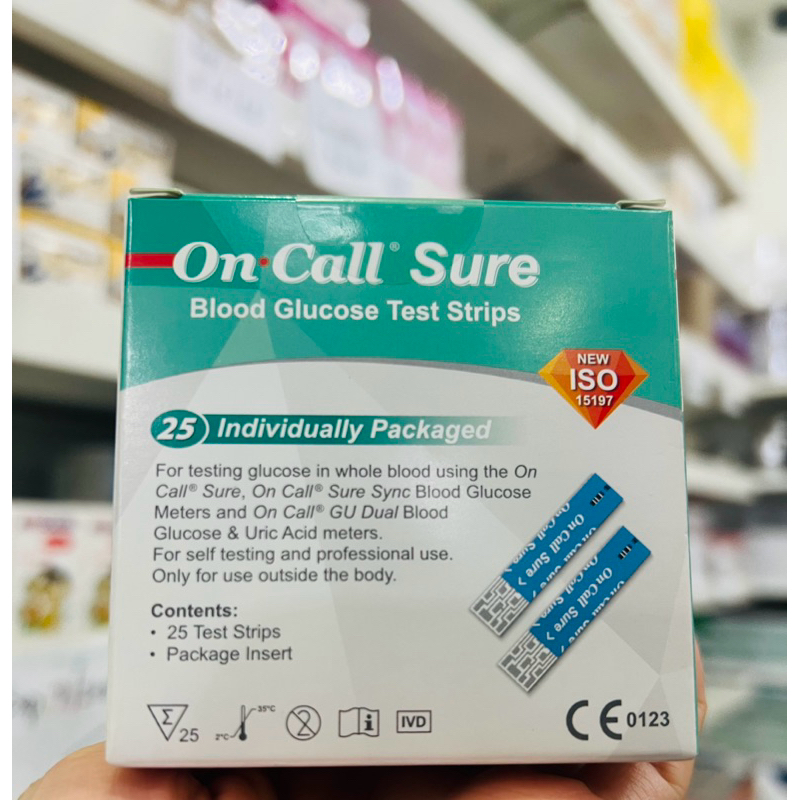 On Call® Sure
Blood Glucose Test Strips
NEW
ISO
15197
25 Individually Packaged
For testing glucose in whole blood using the On
Call® Sure, On Call® Sure Sync Blood Glucose
Meters and On Call® GU Dual Blood
Glucose & Uric Acid meters.
For self testing and professional use.
Only for use outside the body.
On Call Sure >
On Call Sure >
Contents:
• 25 Test Strips
• Package Insert
Σ 25
2°C 35°C
2
i
IVD
CE 0123